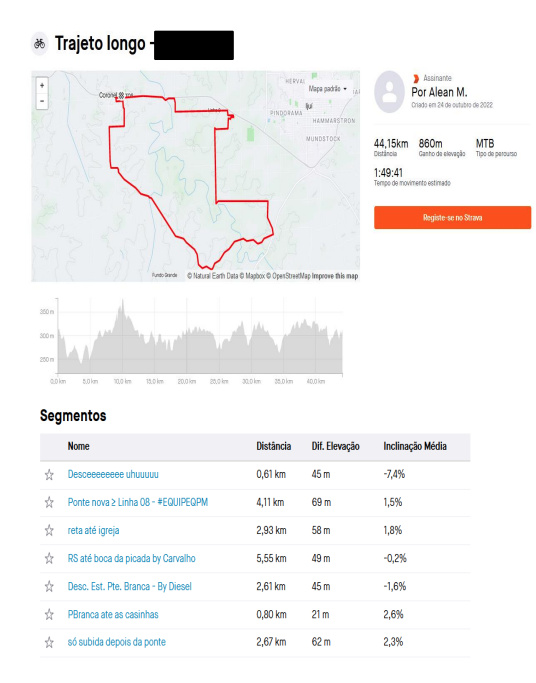 Trajeto longo -
+
−
HERVAL
Mapa padrão
Coronel
PINDORAMA
Ijuí
HAMMARSTRON
MUNDSTOCK
Fundo Grande
© Natural Earth Data © Mapbox © OpenStreetMap Improve this map
Assinante
Por Alean M.
Criado em 24 de outubro de 2022
44,15km 860m MTB
Distância Ganho de elevação Tipo de percurso
1:49:41
Tempo de movimento estimado
Registe-se no Strava
350 m
300 m
250 m
0,0 km 5,0 km 10,0 km 15,0 km 20,0 km 25,0 km 30,0 km 35,0 km 40,0 km
Segmentos
Nome Distância Dif. Elevação Inclinação Média
Desceeeeeeee uhuuuuu 0,61 km 45 m -7,4%
Ponte nova ≥ Linha 08 - #EQUIPEQPM 4,11 km 69 m 1,5%
reta até igreja 2,93 km 58 m 1,8%
RS até boca da picada by Carvalho 5,55 km 49 m -0,2%
Desc. Est. Pte. Branca - By Diesel 2,61 km 45 m -1,6%
PBranca ate as casinhas 0,80 km 21 m 2,6%
só subida depois da ponte 2,67 km 62 m 2,3%